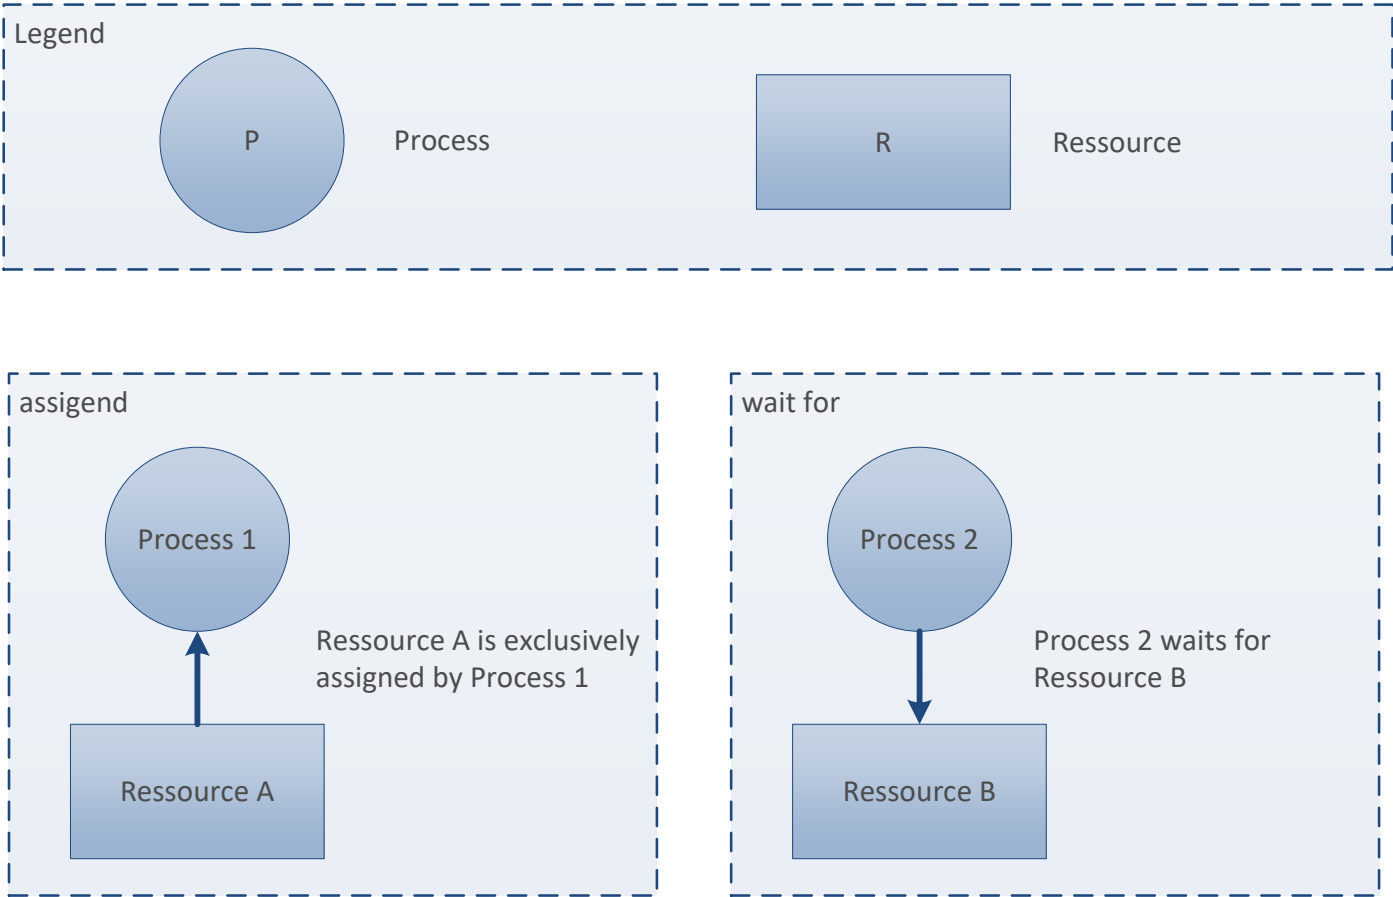 Legend
P
Process
R
Ressource
assigend
Process 1
Ressource A is exclusively
assigned by Process 1
Ressource A
wait for
Process 2
Process 2 waits for
Ressource B
Ressource B